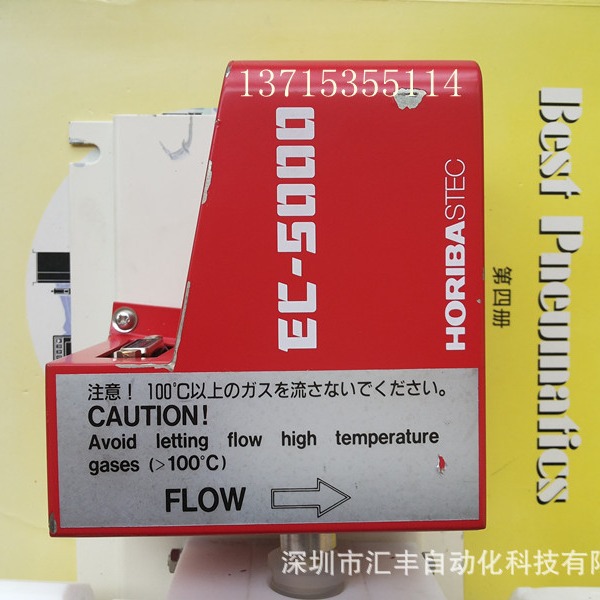 13715355114
EC-5000
HORIBASTEC
Best Pneumatics
第四册
注意！ 100℃以上のガスを流さないでください。
CAUTION!
Avoid letting flow high temperature
gases (>100℃)
FLOW
深圳市汇丰自动化科技有限